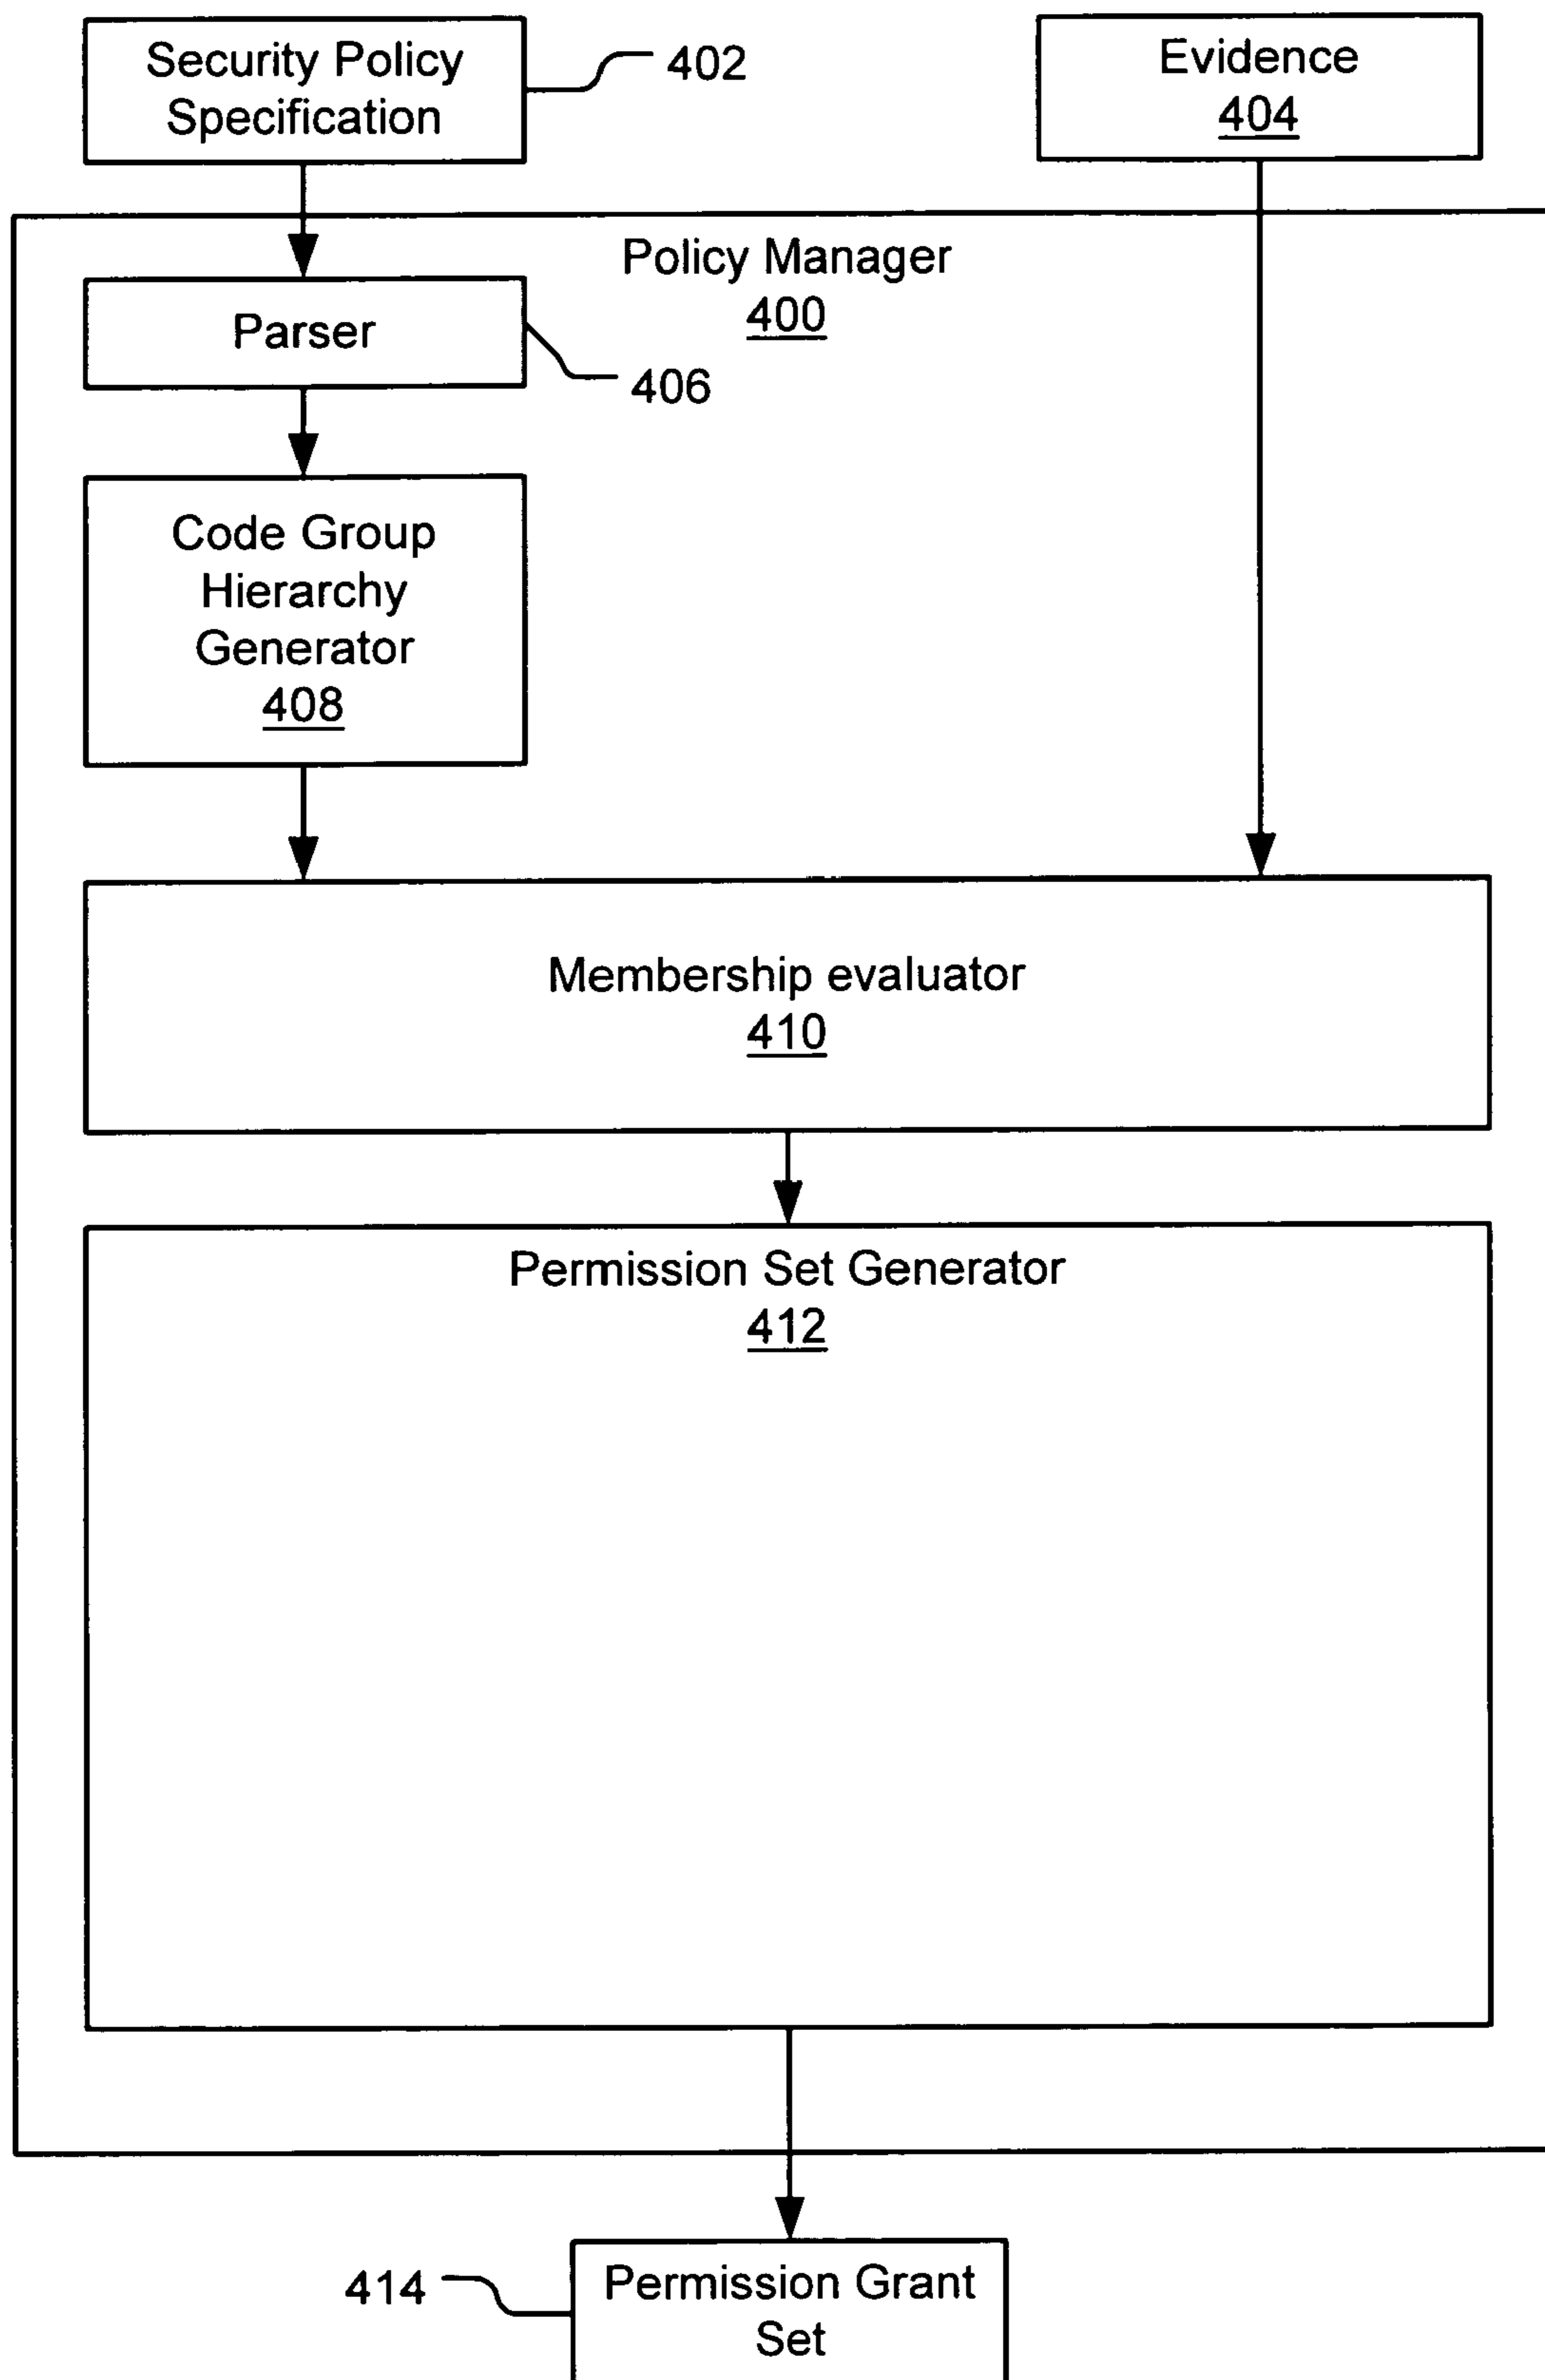 Security Policy
Specification
402
Evidence
404
Policy Manager
400
Parser
406
Code Group
Hierarchy
Generator
408
Membership evaluator
410
Permission Set Generator
412
414
Permission Grant
Set